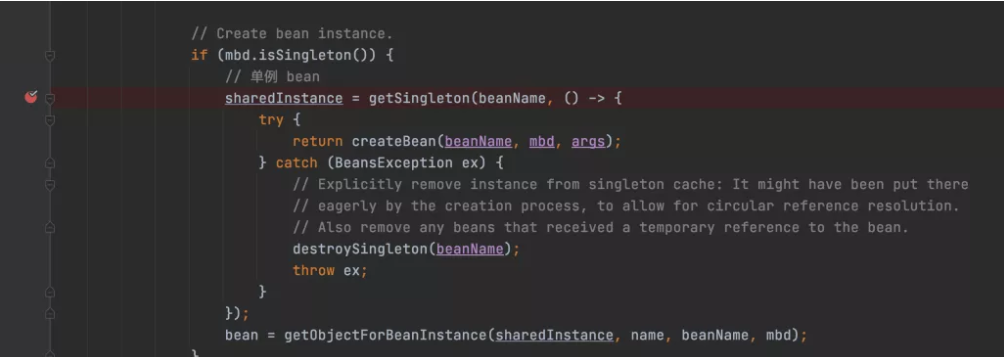 // Create bean instance.
if (mbd.isSingleton()) {
// 单例 bean
sharedInstance = getSingleton(beanName, () -> {
try {
return createBean(beanName, mbd, args);
} catch (BeansException ex) {
// Explicitly remove instance from singleton cache: It might have been put there
// eagerly by the creation process, to allow for circular reference resolution.
// Also remove any beans that received a temporary reference to the bean.
destroySingleton(beanName);
throw ex;
}
});
bean = getObjectForBeanInstance(sharedInstance, name, beanName, mbd);
}